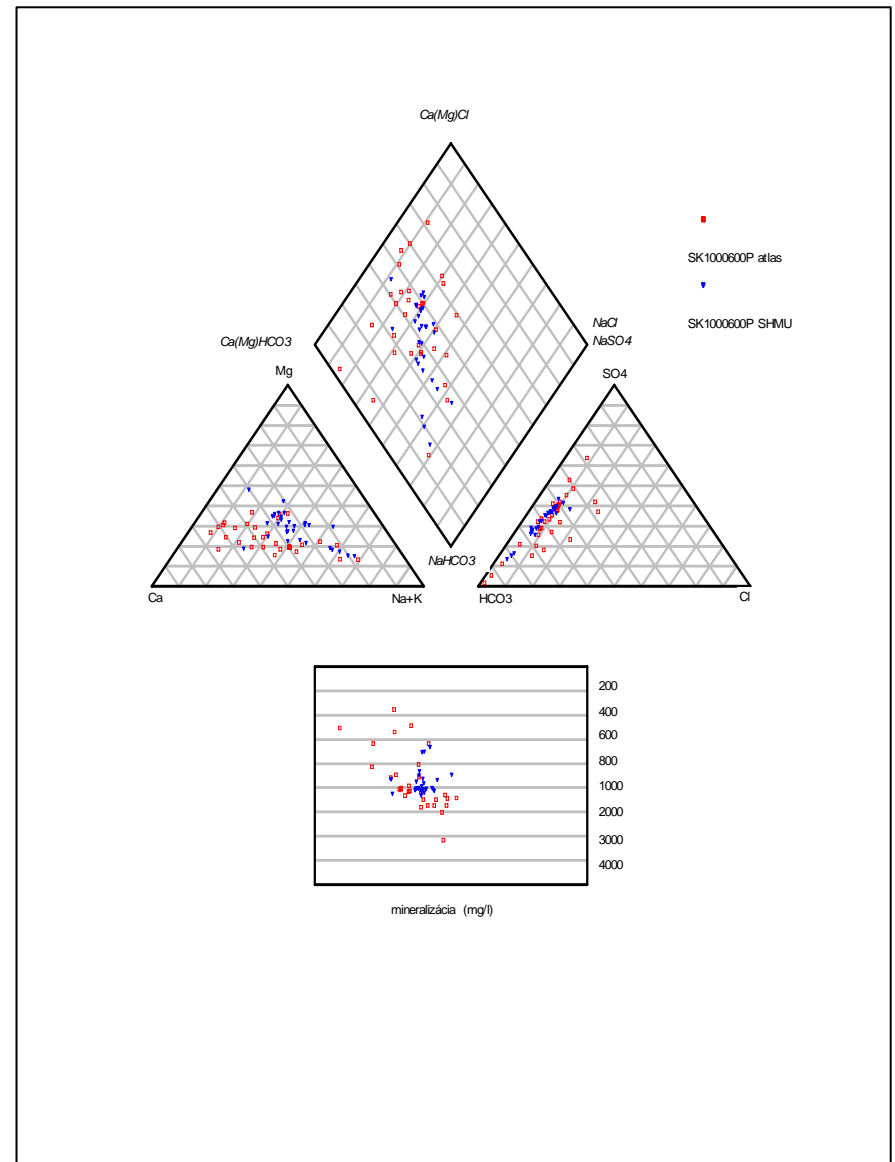 Ca(Mg)Cl
SK1000600P atlas
SK1000600P SHMU
NaCl
Ca(Mg)HCO3
NaSO4
Mg
SO4
NaHCO3
Ca
Na+K
HCO3
Cl
200
400
600
800
1000
2000
3000
4000
mineralizácia (mg/l)